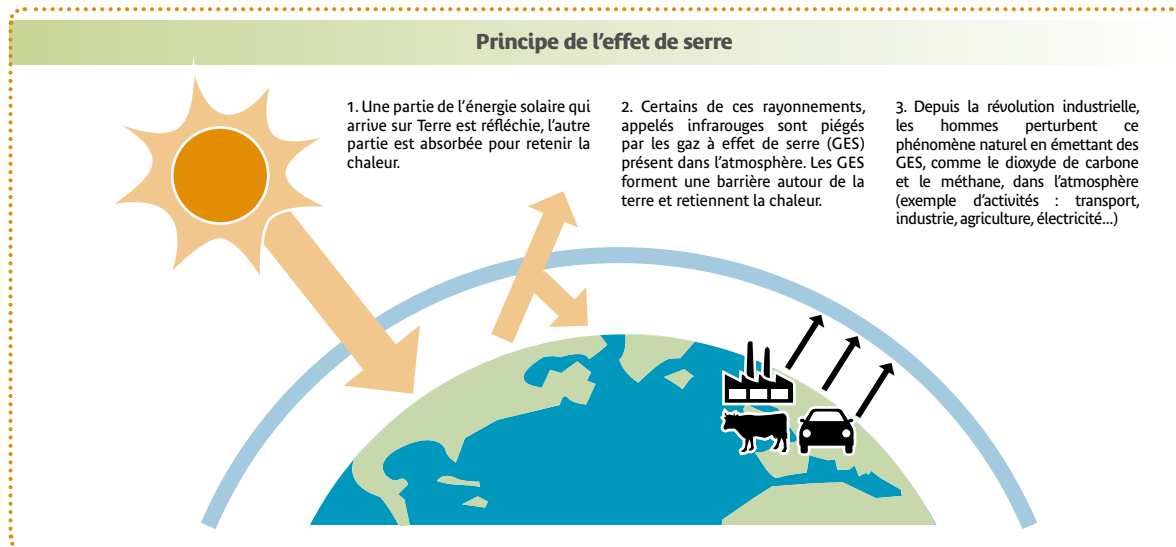 Principe de l'effet de serre
1. Une partie de l'énergie solaire qui
arrive sur Terre est réfléchie, l'autre
partie est absorbée pour retenir la
chaleur.
2. Certains de ces rayonnements,
appelés infrarouges sont piégés
par les gaz à effet de serre (GES)
présent dans l'atmosphère. Les GES
forment une barrière autour de la
terre et retiennent la chaleur.
3. Depuis la révolution industrielle,
les hommes perturbent ce
phénomène naturel en émettant des
GES, comme le dioxyde de carbone
et le méthane, dans l'atmosphère
(exemple d'activités : transport,
industrie, agriculture, électricité...)